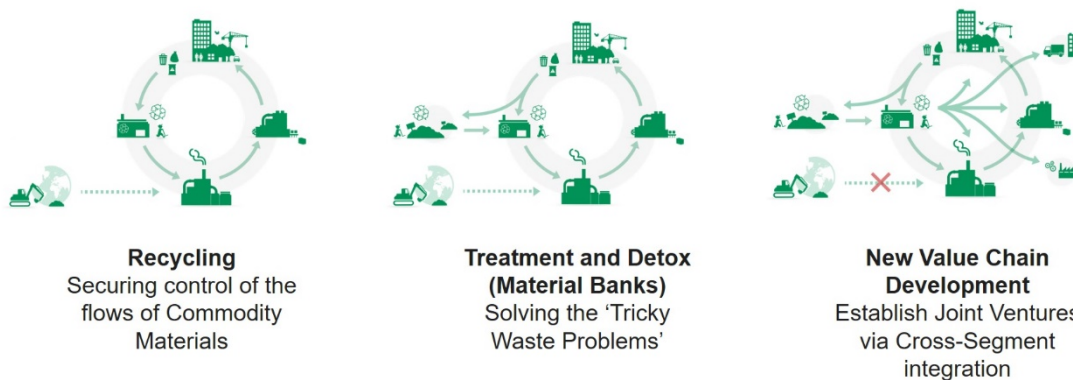 Recycling
Securing control of the
flows of Commodity
Materials
Treatment and Detox
(Material Banks)
Solving the ‘Tricky
Waste Problems’
New Value Chain
Development
Establish Joint Ventures
via Cross-Segment
integration